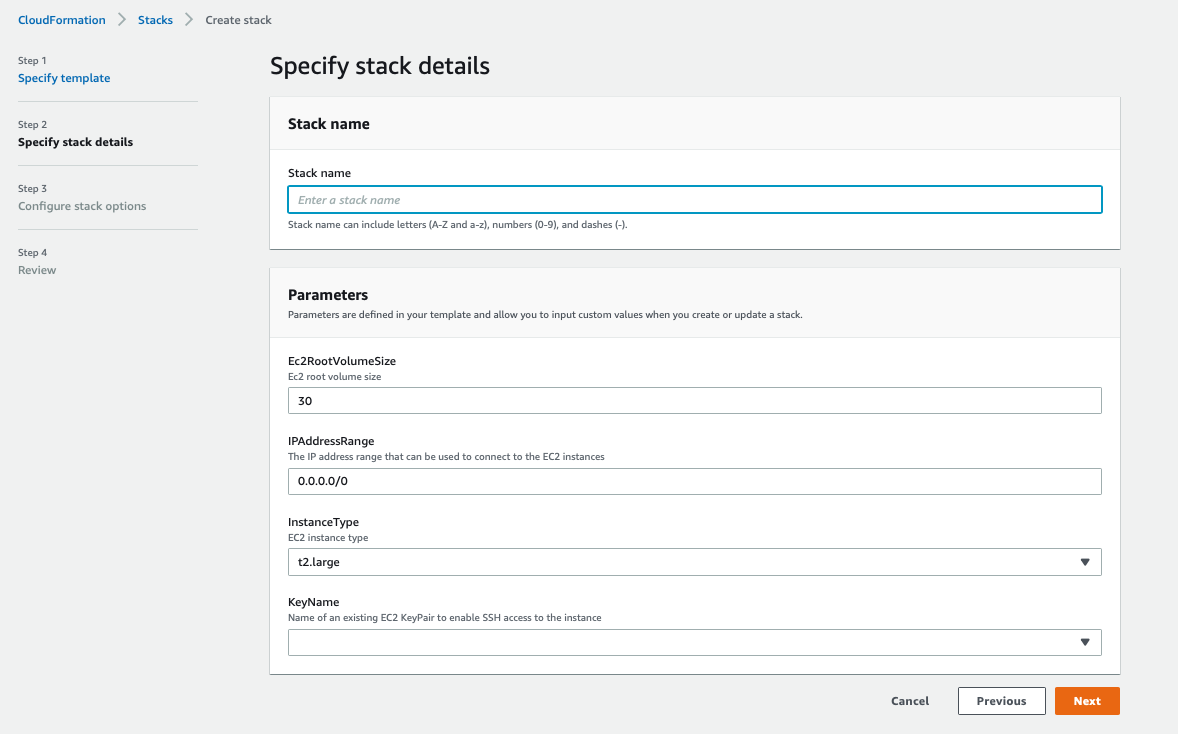 CloudFormation > Stacks > Create stack
Step 1
Specify template
Step 2
Specify stack details
Step 3
Configure stack options
Step 4
Review
Specify stack details
Stack name
Stack name
Enter a stack name
Stack name can include letters (A-Z and a-z), numbers (0-9), and dashes (-).
Parameters
Parameters are defined in your template and allow you to input custom values when you create or update a stack.
Ec2RootVolumeSize
Ec2 root volume size
30
IPAddressRange
The IP address range that can be used to connect to the EC2 instances
0.0.0.0/0
InstanceType
EC2 instance type
t2.large
KeyName
Name of an existing EC2 KeyPair to enable SSH access to the instance
Cancel Previous Next